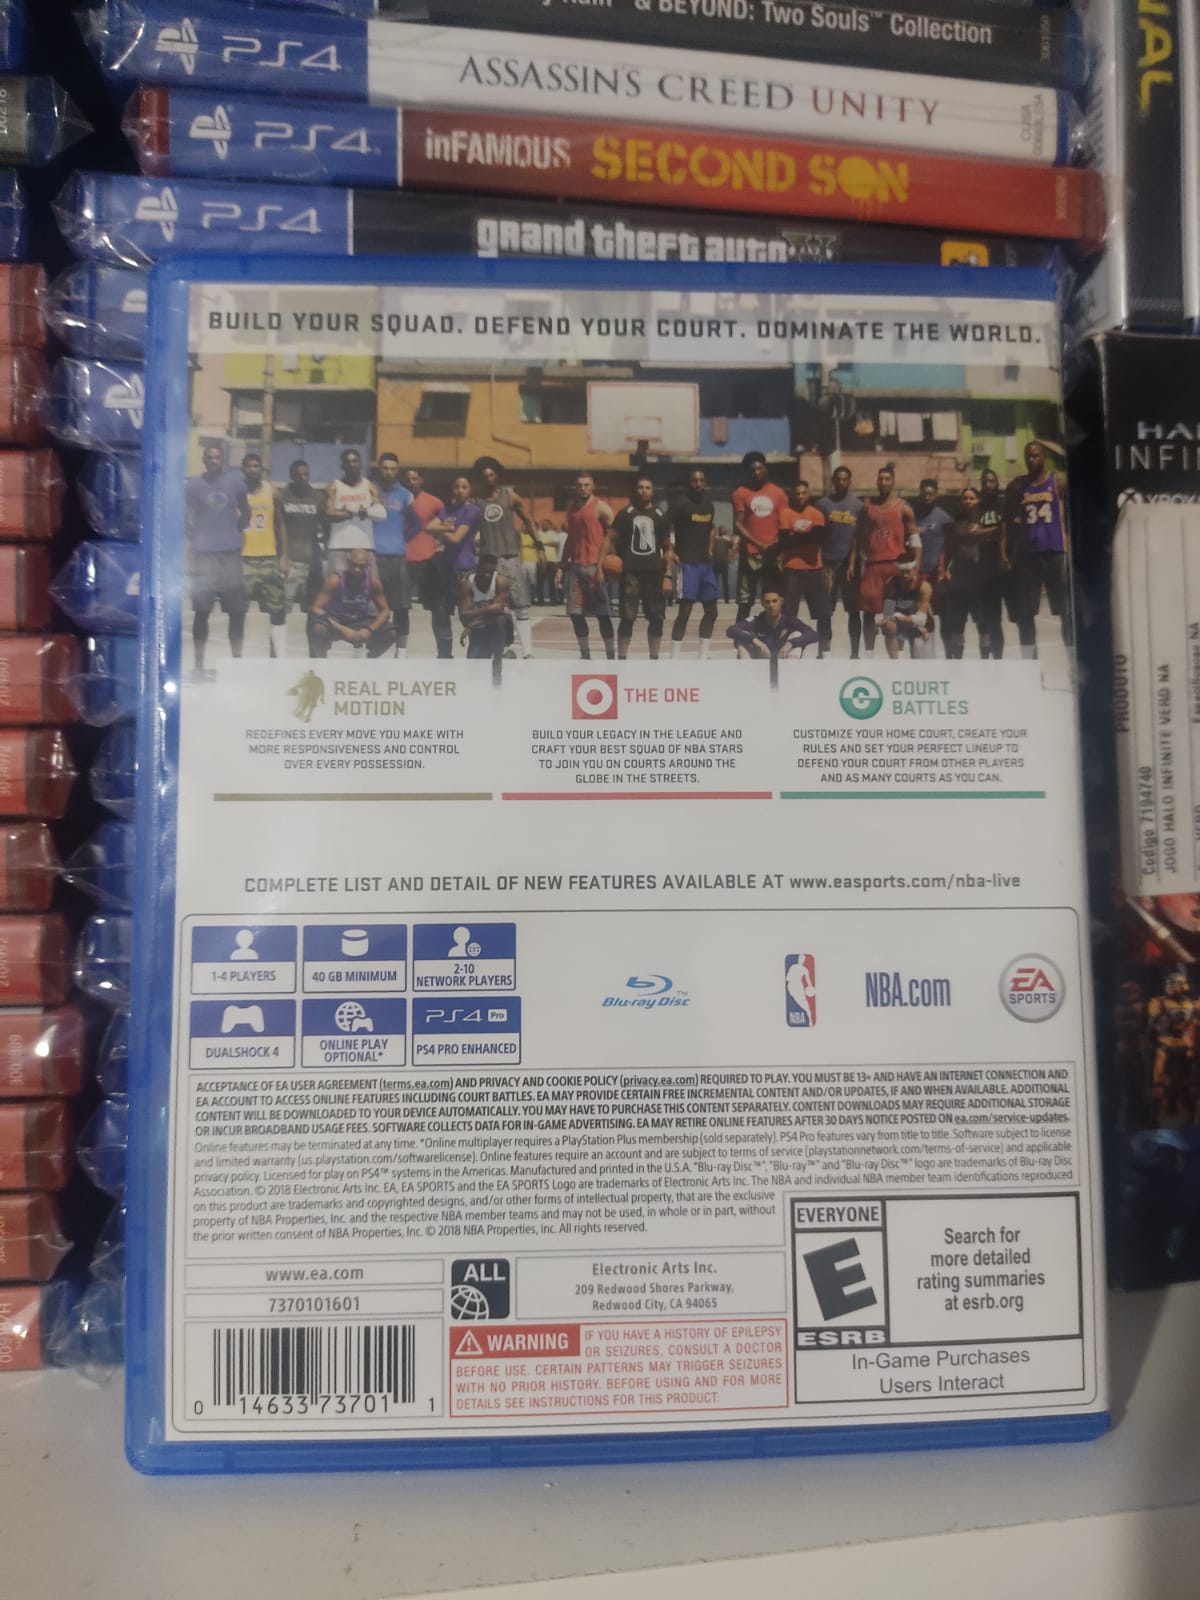 & BEYOND: Two Souls™ Collection
PS4
ASSASSIN'S CREED UNITY
PS4
inFAMOUS SECOND SON
PS4
grand theft auto V
BUILD YOUR SQUAD. DEFEND YOUR COURT. DOMINATE THE WORLD.
34
REAL PLAYER
MOTION
REDEFINES EVERY MOVE YOU MAKE WITH
MORE RESPONSIVENESS AND CONTROL
OVER EVERY POSSESSION.
THE ONE
BUILD YOUR LEGACY IN THE LEAGUE AND
CRAFT YOUR BEST SQUAD OF NBA STARS
TO JOIN YOU ON COURTS AROUND THE
GLOBE IN THE STREETS.
COURT
BATTLES
CUSTOMIZE YOUR HOME COURT, CREATE YOUR
RULES AND SET YOUR PERFECT LINEUP TO
DEFEND YOUR COURT FROM OTHER PLAYERS
AND AS MANY COURTS AS YOU CAN.
COMPLETE LIST AND DETAIL OF NEW FEATURES AVAILABLE AT www.easports.com/nba-live
1-4 PLAYERS
40 GB MINIMUM
2-10
NETWORK PLAYERS
DUALSHOCK 4
ONLINE PLAY
OPTIONAL*
PS4 Pro
PS4 PRO ENHANCED
Blu-ray Disc™
NBA
NBA.com
EA
SPORTS
ACCEPTANCE OF EA USER AGREEMENT (terms.ea.com) AND PRIVACY AND COOKIE POLICY (privacy.ea.com) REQUIRED TO PLAY. YOU MUST BE 13+ AND HAVE AN INTERNET CONNECTION AND
EA ACCOUNT TO ACCESS ONLINE FEATURES INCLUDING COURT BATTLES. EA MAY PROVIDE CERTAIN FREE INCREMENTAL CONTENT AND/OR UPDATES, IF AND WHEN AVAILABLE. ADDITIONAL
CONTENT WILL BE DOWNLOADED TO YOUR DEVICE AUTOMATICALLY. YOU MAY HAVE TO PURCHASE THIS CONTENT SEPARATELY. CONTENT DOWNLOADS MAY REQUIRE ADDITIONAL STORAGE
OR INCUR BROADBAND USAGE FEES. SOFTWARE COLLECTS DATA FOR IN-GAME ADVERTISING. EA MAY RETIRE ONLINE FEATURES AFTER 30 DAYS NOTICE POSTED ON ea.com/service-updates.
Online features may be terminated at any time. *Online multiplayer requires a PlayStation Plus membership (sold separately). PS4 Pro features vary from title to title. Software subject to license
and limited warranty (us.playstation.com/softwarelicense). Online features require an account and are subject to terms of service (playstationnetwork.com/terms-of-service) and applicable
privacy policy. Licensed for play on PS4™ systems in the Americas. Manufactured and printed in the U.S.A. "Blu-ray Disc™", "Blu-ray™" and "Blu-ray Disc™" logo are trademarks of Blu-ray Disc
Association. © 2018 Electronic Arts Inc. EA, EA SPORTS and the EA SPORTS Logo are trademarks of Electronic Arts Inc. The NBA and individual NBA member team identifications reproduced
on this product are trademarks and copyrighted designs, and/or other forms of intellectual property, that are the exclusive
property of NBA Properties, Inc. and the respective NBA member teams and may not be used, in whole or in part, without
the prior written consent of NBA Properties, Inc. © 2018 NBA Properties, Inc. All rights reserved.
www.ea.com
7370101601
ALL
Electronic Arts Inc.
209 Redwood Shores Parkway,
Redwood City, CA 94065
0 14633 73701 1
WARNING IF YOU HAVE A HISTORY OF EPILEPSY
OR SEIZURES, CONSULT A DOCTOR
BEFORE USE. CERTAIN PATTERNS MAY TRIGGER SEIZURES
WITH NO PRIOR HISTORY. BEFORE USING AND FOR MORE
DETAILS SEE INSTRUCTIONS FOR THIS PRODUCT.
EVERYONE
E
ESRB
Search for
more detailed
rating summaries
at esrb.org
In-Game Purchases
Users Interact
PRODUTO
Codigo 7194740
JOGO HALO INFINITE VERD NA